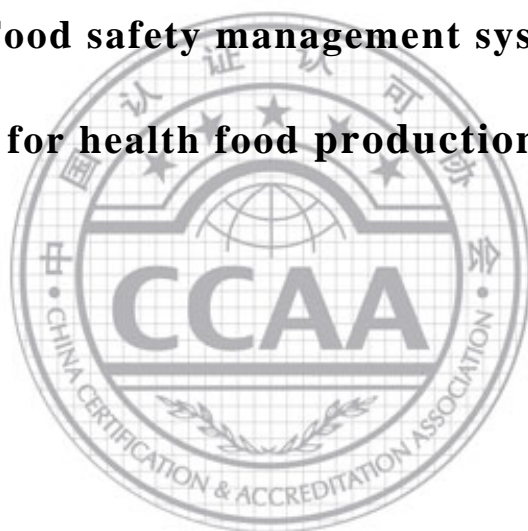 Food safety management sys
for health food production
中国认证认可协会
CCAA
• CHINA CERTIFICATION & ACCREDITATION ASSOCIATION •